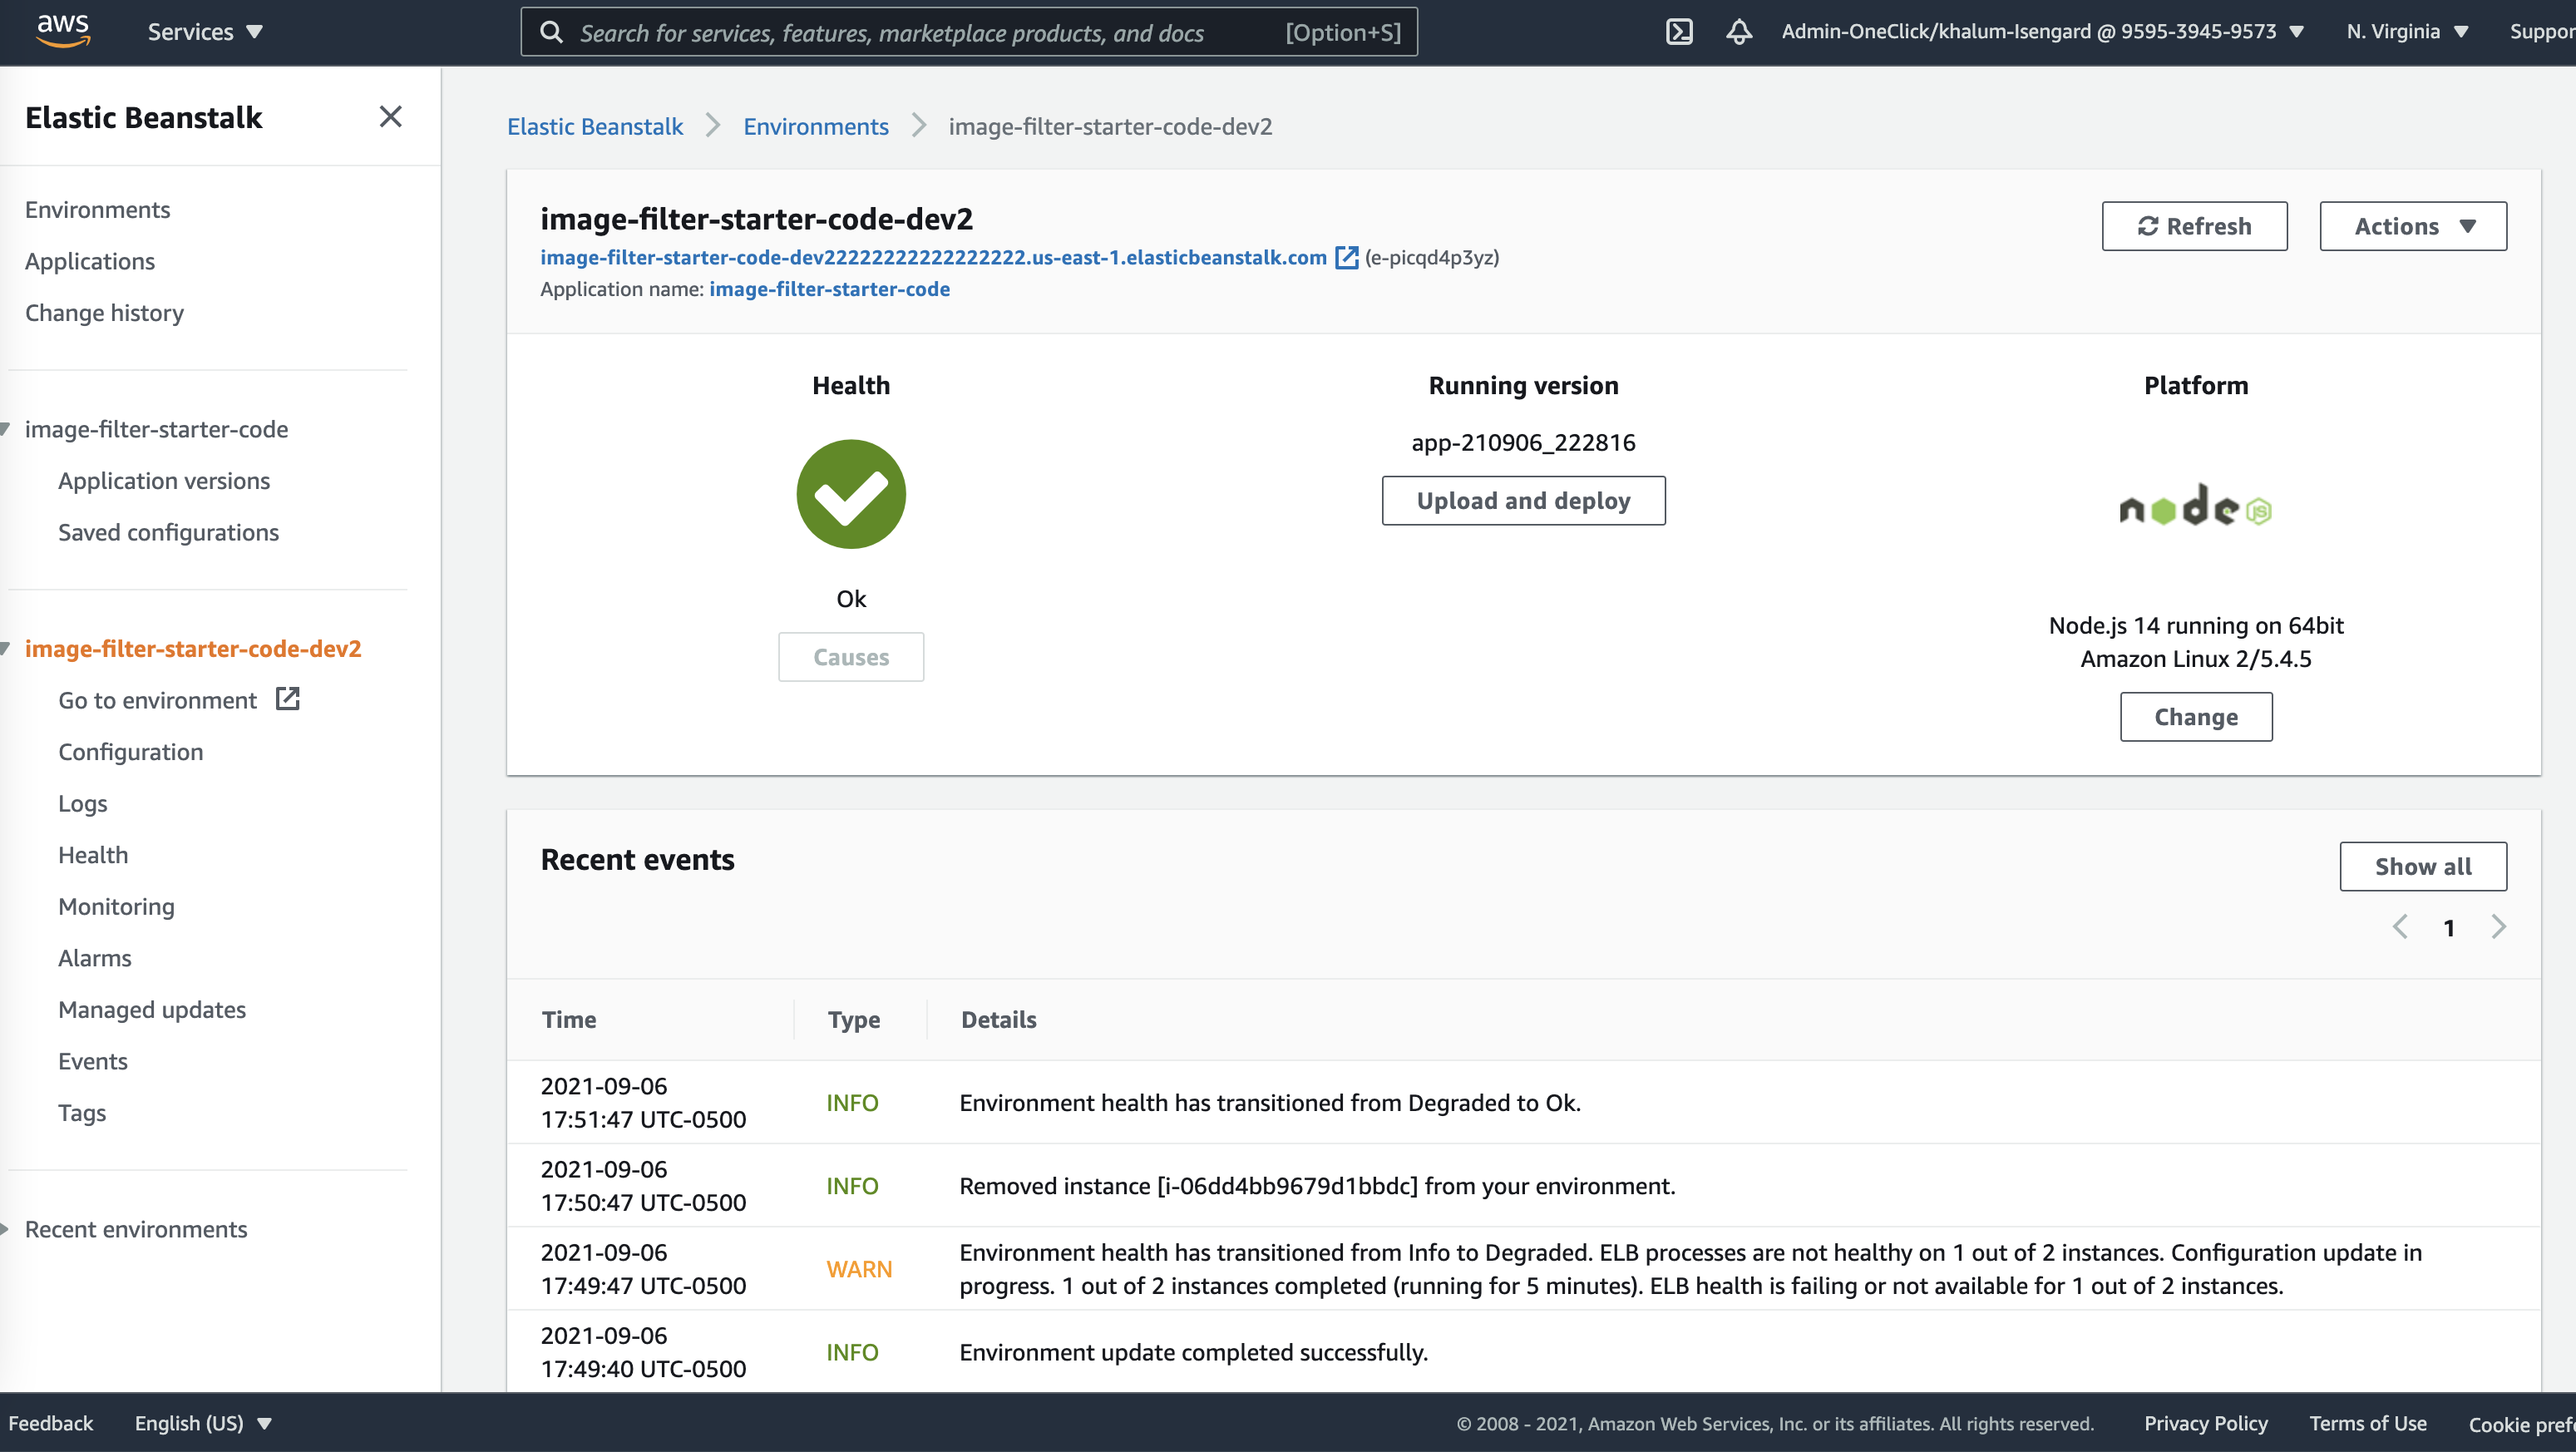 aws
Services
Search for services, features, marketplace products, and docs [Option+S]
Admin-OneClick/khalum-Isengard @ 9595-3945-9573
N. Virginia
Suppor
Elastic Beanstalk
Environments
Applications
Change history
image-filter-starter-code
Application versions
Saved configurations
image-filter-starter-code-dev2
Go to environment
Configuration
Logs
Health
Monitoring
Alarms
Managed updates
Events
Tags
Recent environments
Elastic Beanstalk > Environments > image-filter-starter-code-dev2
image-filter-starter-code-dev2
image-filter-starter-code-dev22222222222222222.us-east-1.elasticbeanstalk.com (e-picqd4p3yz)
Application name: image-filter-starter-code
Refresh
Actions
Health
Ok
Causes
Running version
app-210906_222816
Upload and deploy
Platform
node JS
Node.js 14 running on 64bit
Amazon Linux 2/5.4.5
Change
Recent events
Show all
1
Time Type Details
2021-09-06
17:51:47 UTC-0500
INFO
Environment health has transitioned from Degraded to Ok.
2021-09-06
17:50:47 UTC-0500
INFO
Removed instance [i-06dd4bb9679d1bbdc] from your environment.
2021-09-06
17:49:47 UTC-0500
WARN
Environment health has transitioned from Info to Degraded. ELB processes are not healthy on 1 out of 2 instances. Configuration update in
progress. 1 out of 2 instances completed (running for 5 minutes). ELB health is failing or not available for 1 out of 2 instances.
2021-09-06
17:49:40 UTC-0500
INFO
Environment update completed successfully.
Feedback
English (US)
© 2008 - 2021, Amazon Web Services, Inc. or its affiliates. All rights reserved.
Privacy Policy
Terms of Use
Cookie prefe